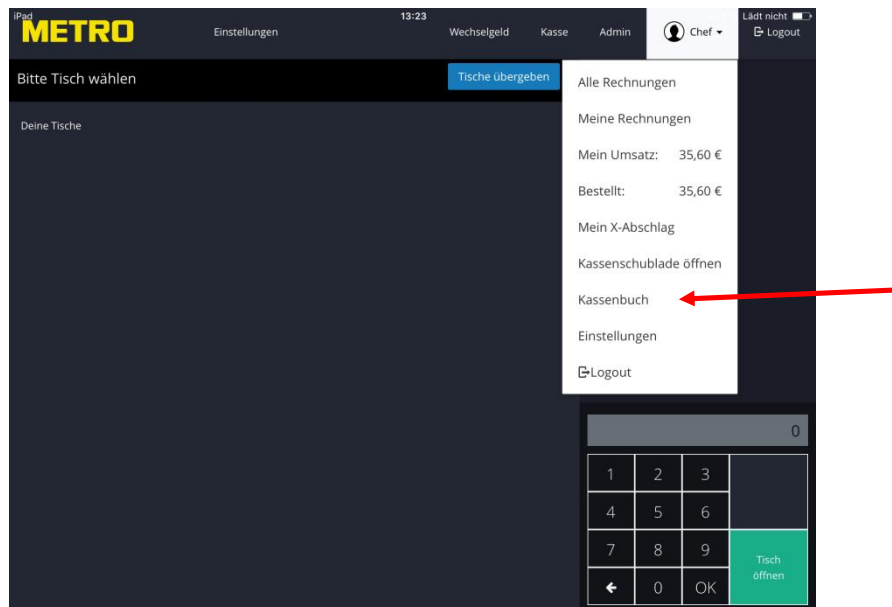 iPad 13:23 Lädt nicht
METRO Einstellungen Wechselgeld Kasse Admin Chef Logout
Bitte Tisch wählen Tische übergeben
Deine Tische
Alle Rechnungen
Meine Rechnungen
Mein Umsatz: 35,60 €
Bestellt: 35,60 €
Mein X-Abschlag
Kassenschublade öffnen
Kassenbuch
Einstellungen
Logout
0
1 2 3
4 5 6
7 8 9
0 OK
Tisch
öffnen